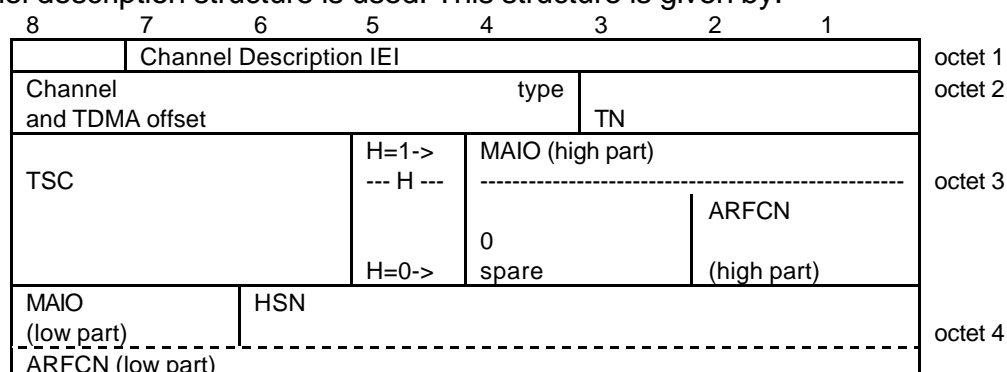 nel description structure is used. This structure is given by:
8 7 6 5 4 3 2 1
Channel Description IEI octet 1
Channel type octet 2
and TDMA offset TN
H=1-> MAIO (high part)
TSC --- H --- ----------------------------------------------------- octet 3
ARFCN
0
H=0-> spare (high part)
MAIO HSN
(low part) octet 4
ARFCN (low part)